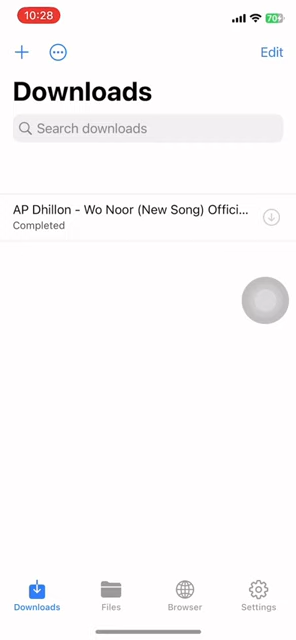 10:28
70
Edit
Downloads
Search downloads
AP Dhillon - Wo Noor (New Song) Offici...
Completed
Downloads
Files
Browser
Settings